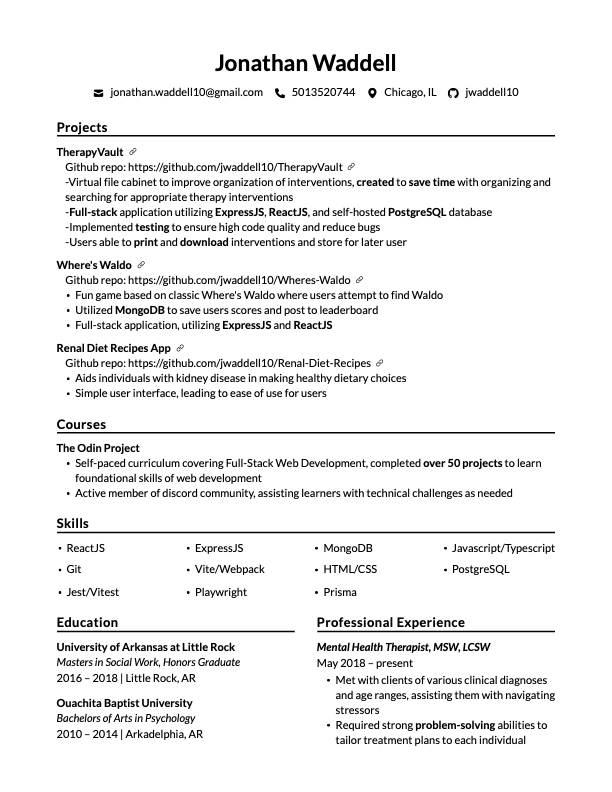 Jonathan Waddell
jonathan.waddell10@gmail.com 5013520744 Chicago, IL jwaddell10
Projects
TherapyVault
Github repo: https://github.com/jwaddell10/TherapyVault
-Virtual file cabinet to improve organization of interventions, created to save time with organizing and
searching for appropriate therapy interventions
-Full-stack application utilizing ExpressJS, ReactJS, and self-hosted PostgreSQL database
-Implemented testing to ensure high code quality and reduce bugs
-Users able to print and download interventions and store for later user
Where's Waldo
Github repo: https://github.com/jwaddell10/Wheres-Waldo
• Fun game based on classic Where's Waldo where users attempt to find Waldo
• Utilized MongoDB to save users scores and post to leaderboard
• Full-stack application, utilizing ExpressJS and ReactJS
Renal Diet Recipes App
Github repo: https://github.com/jwaddell10/Renal-Diet-Recipes
• Aids individuals with kidney disease in making healthy dietary choices
• Simple user interface, leading to ease of use for users
Courses
The Odin Project
• Self-paced curriculum covering Full-Stack Web Development, completed over 50 projects to learn
foundational skills of web development
• Active member of discord community, assisting learners with technical challenges as needed
Skills
• ReactJS • ExpressJS • MongoDB • Javascript/Typescript
• Git • Vite/Webpack • HTML/CSS • PostgreSQL
• Jest/Vitest • Playwright • Prisma
Education
University of Arkansas at Little Rock
Masters in Social Work, Honors Graduate
2016 – 2018 | Little Rock, AR
Ouachita Baptist University
Bachelors of Arts in Psychology
2010 – 2014 | Arkadelphia, AR
Professional Experience
Mental Health Therapist, MSW, LCSW
May 2018 – present
• Met with clients of various clinical diagnoses
and age ranges, assisting them with navigating
stressors
• Required strong problem-solving abilities to
tailor treatment plans to each individual